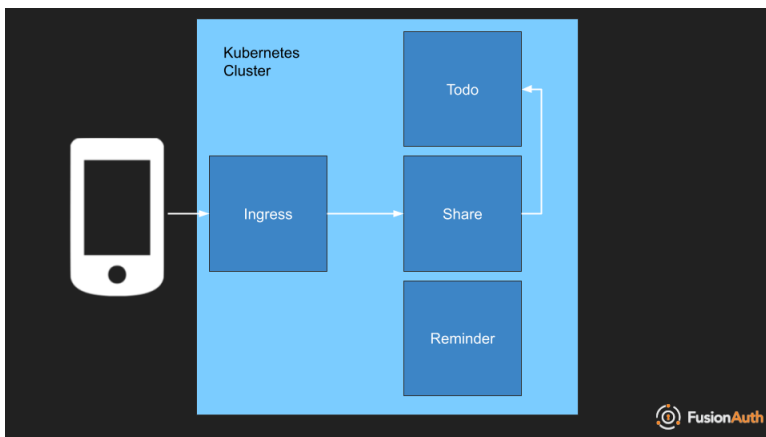 Kubernetes
Cluster
Todo
Ingress
Share
Reminder
FusionAuth